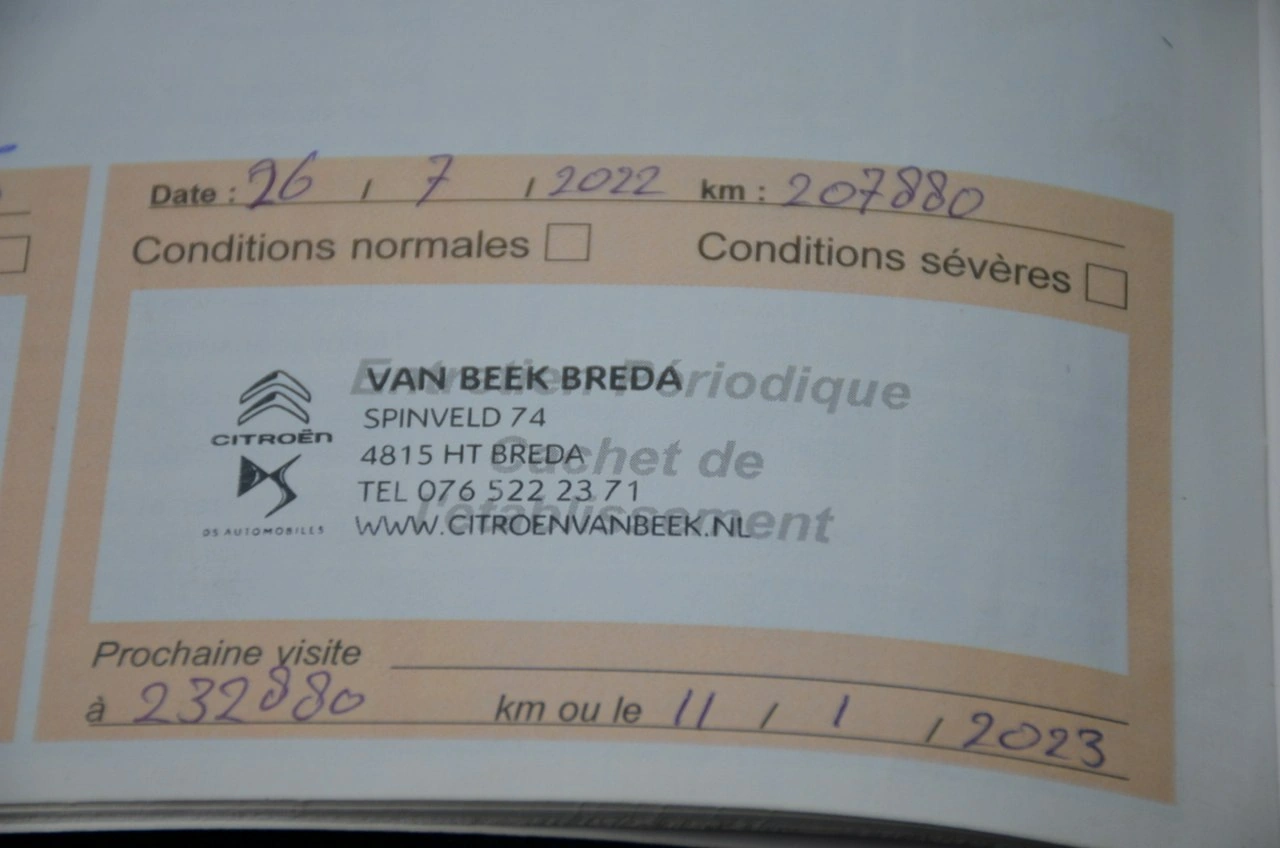 Date : 26 / 7 / 2022 km : 207880
Conditions normales Conditions sévères
Entretien Périodique
Cachet de
l'établissement
VAN BEEK BREDA
SPINVELD 74
4815 HT BREDA
TEL 076 522 23 71
WWW.CITROENVANBEEK.NL
CITROËN
DS AUTOMOBILES
Prochaine visite
à 232880 km ou le 11 / 1 / 2023